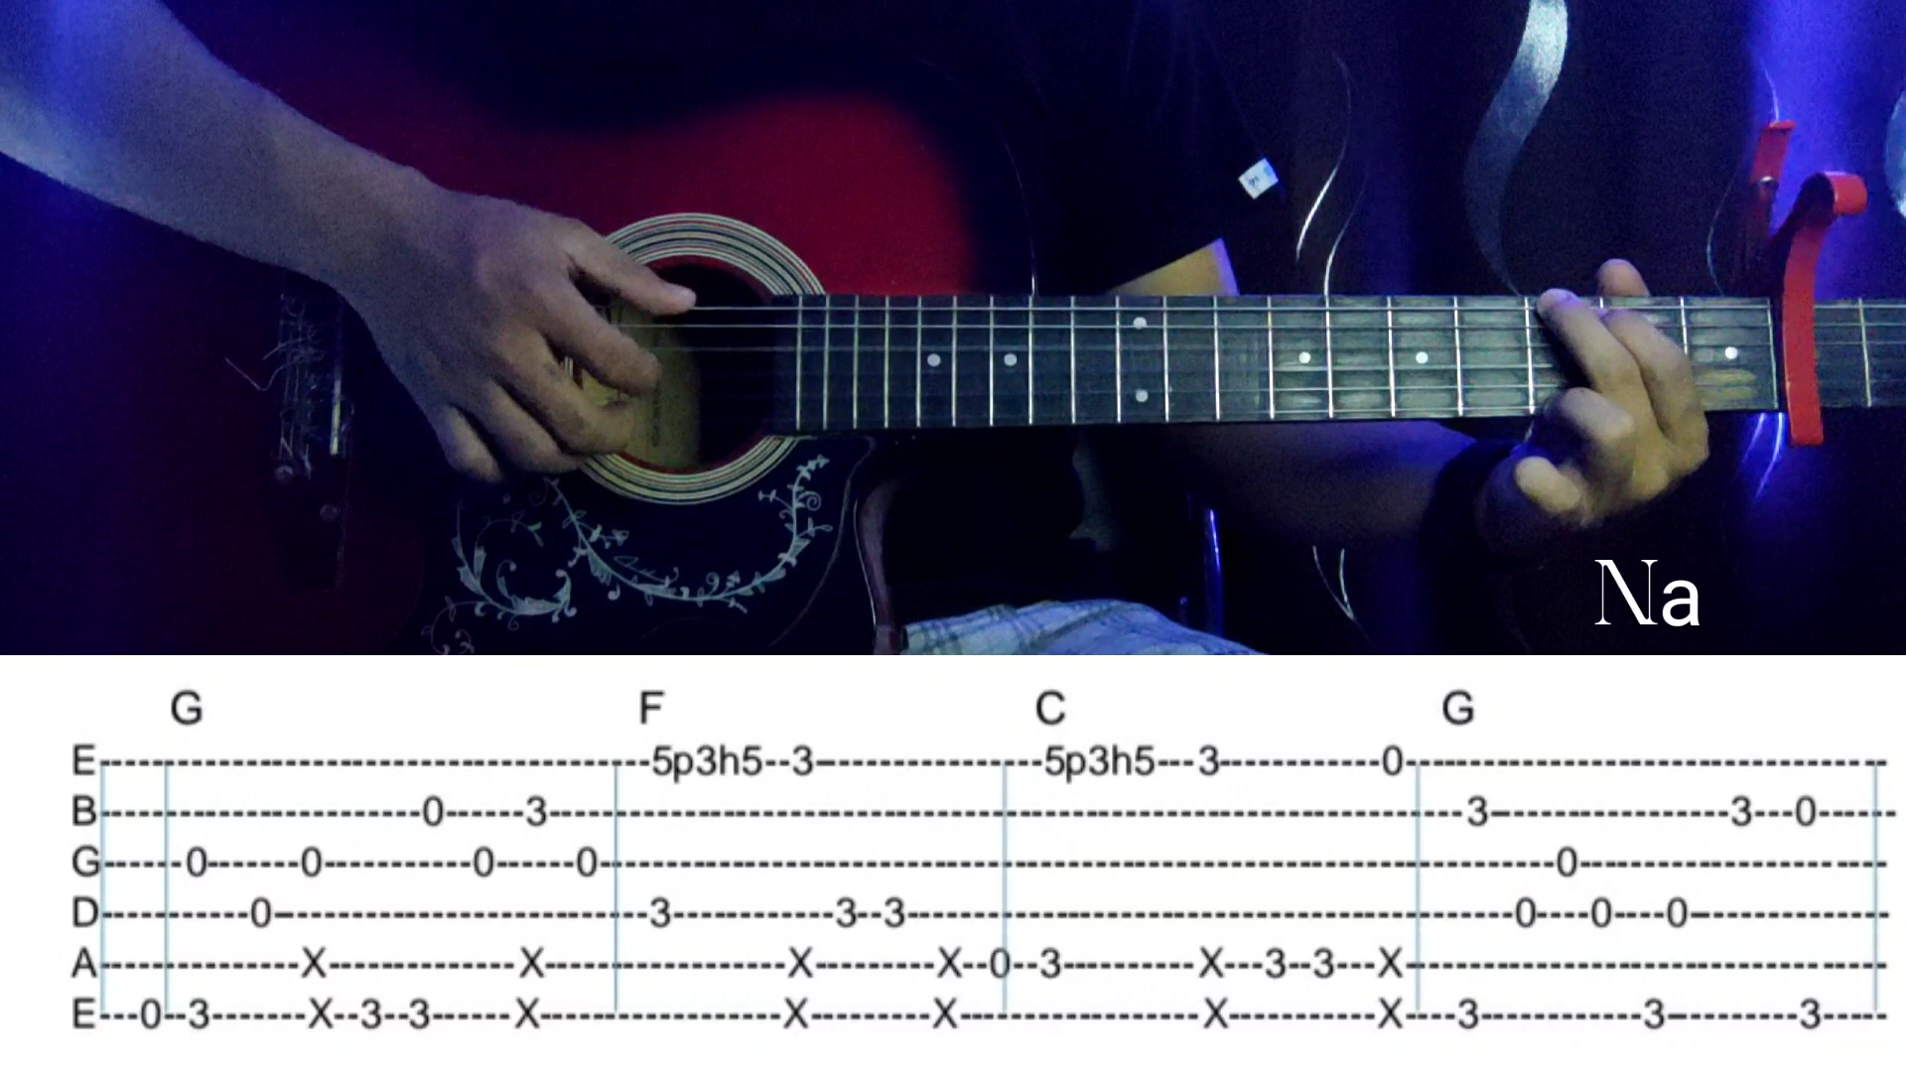 Na
G F C G
E-----------------------------------5p3h5--3-------------5p3h5---3----------0-----------------------------
B---------------------0-----3-------------------------------------------------3---------------3---0-----
G-----0------0----------0-----0----------------------------------------------------0--------------------
D---------0----------------------3----------3--3------------------------------0----0----0-----------
A------------X------------X----------------X--------X--0--3--------X---3--3---X--------------------------
E---0--3-------X--3--3-----X---------------X--------X--------------X----------X---3---------3--------3----